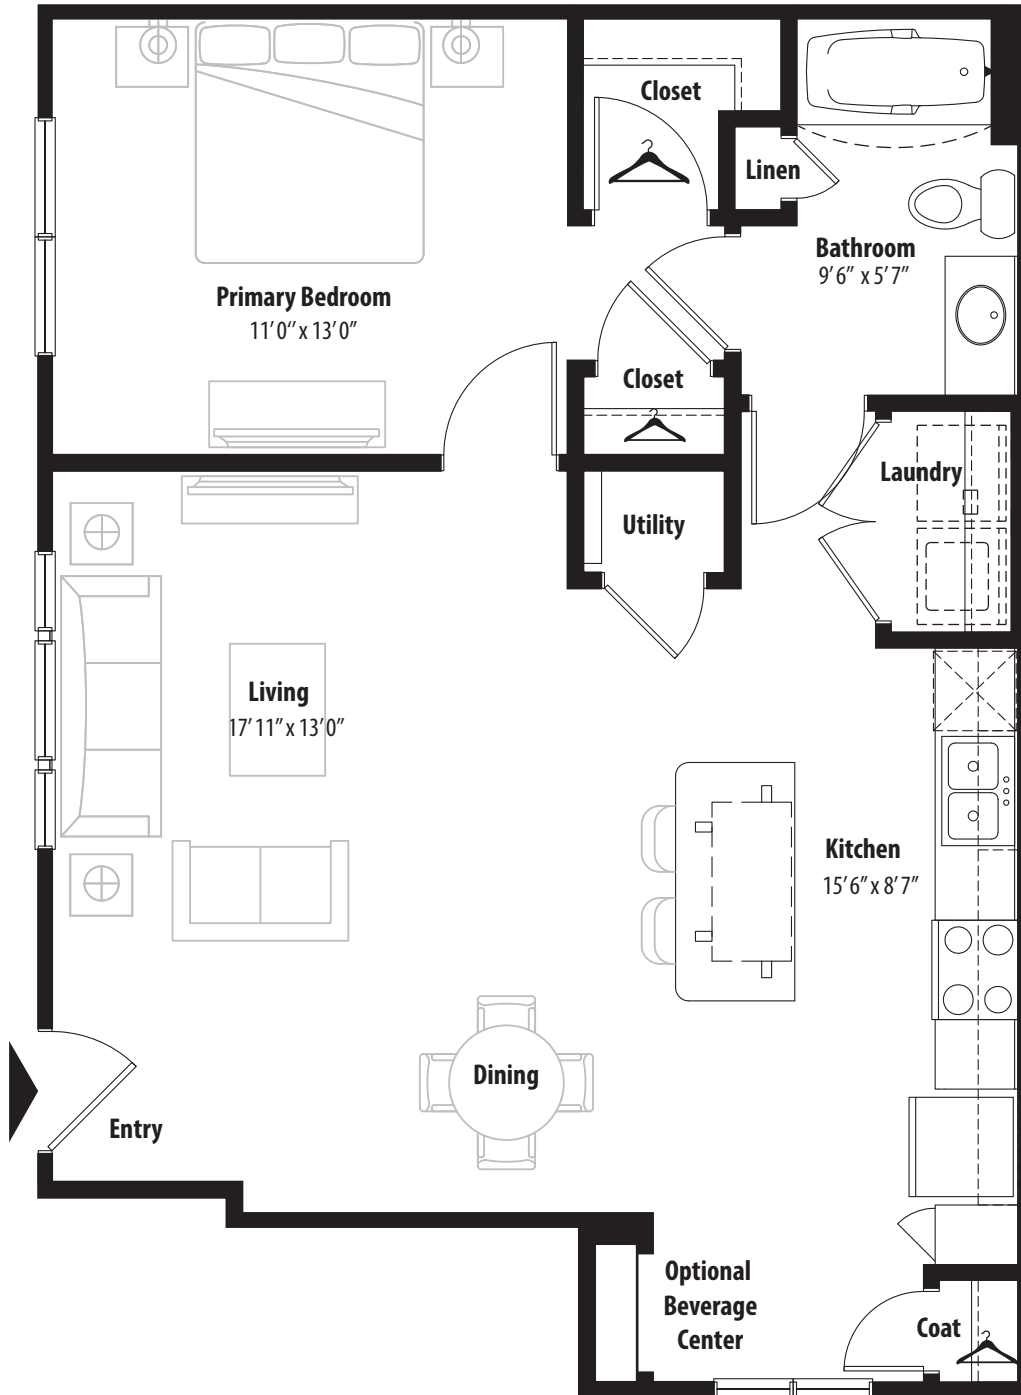 Closet
Linen
Bathroom
9'6" x 5'7"
Primary Bedroom
11'0" x 13'0"
Closet
Laundry
Utility
Living
17'11" x 13'0"
Kitchen
15'6" x 8'7"
Dining
Entry
Optional
Beverage
Center
Coat